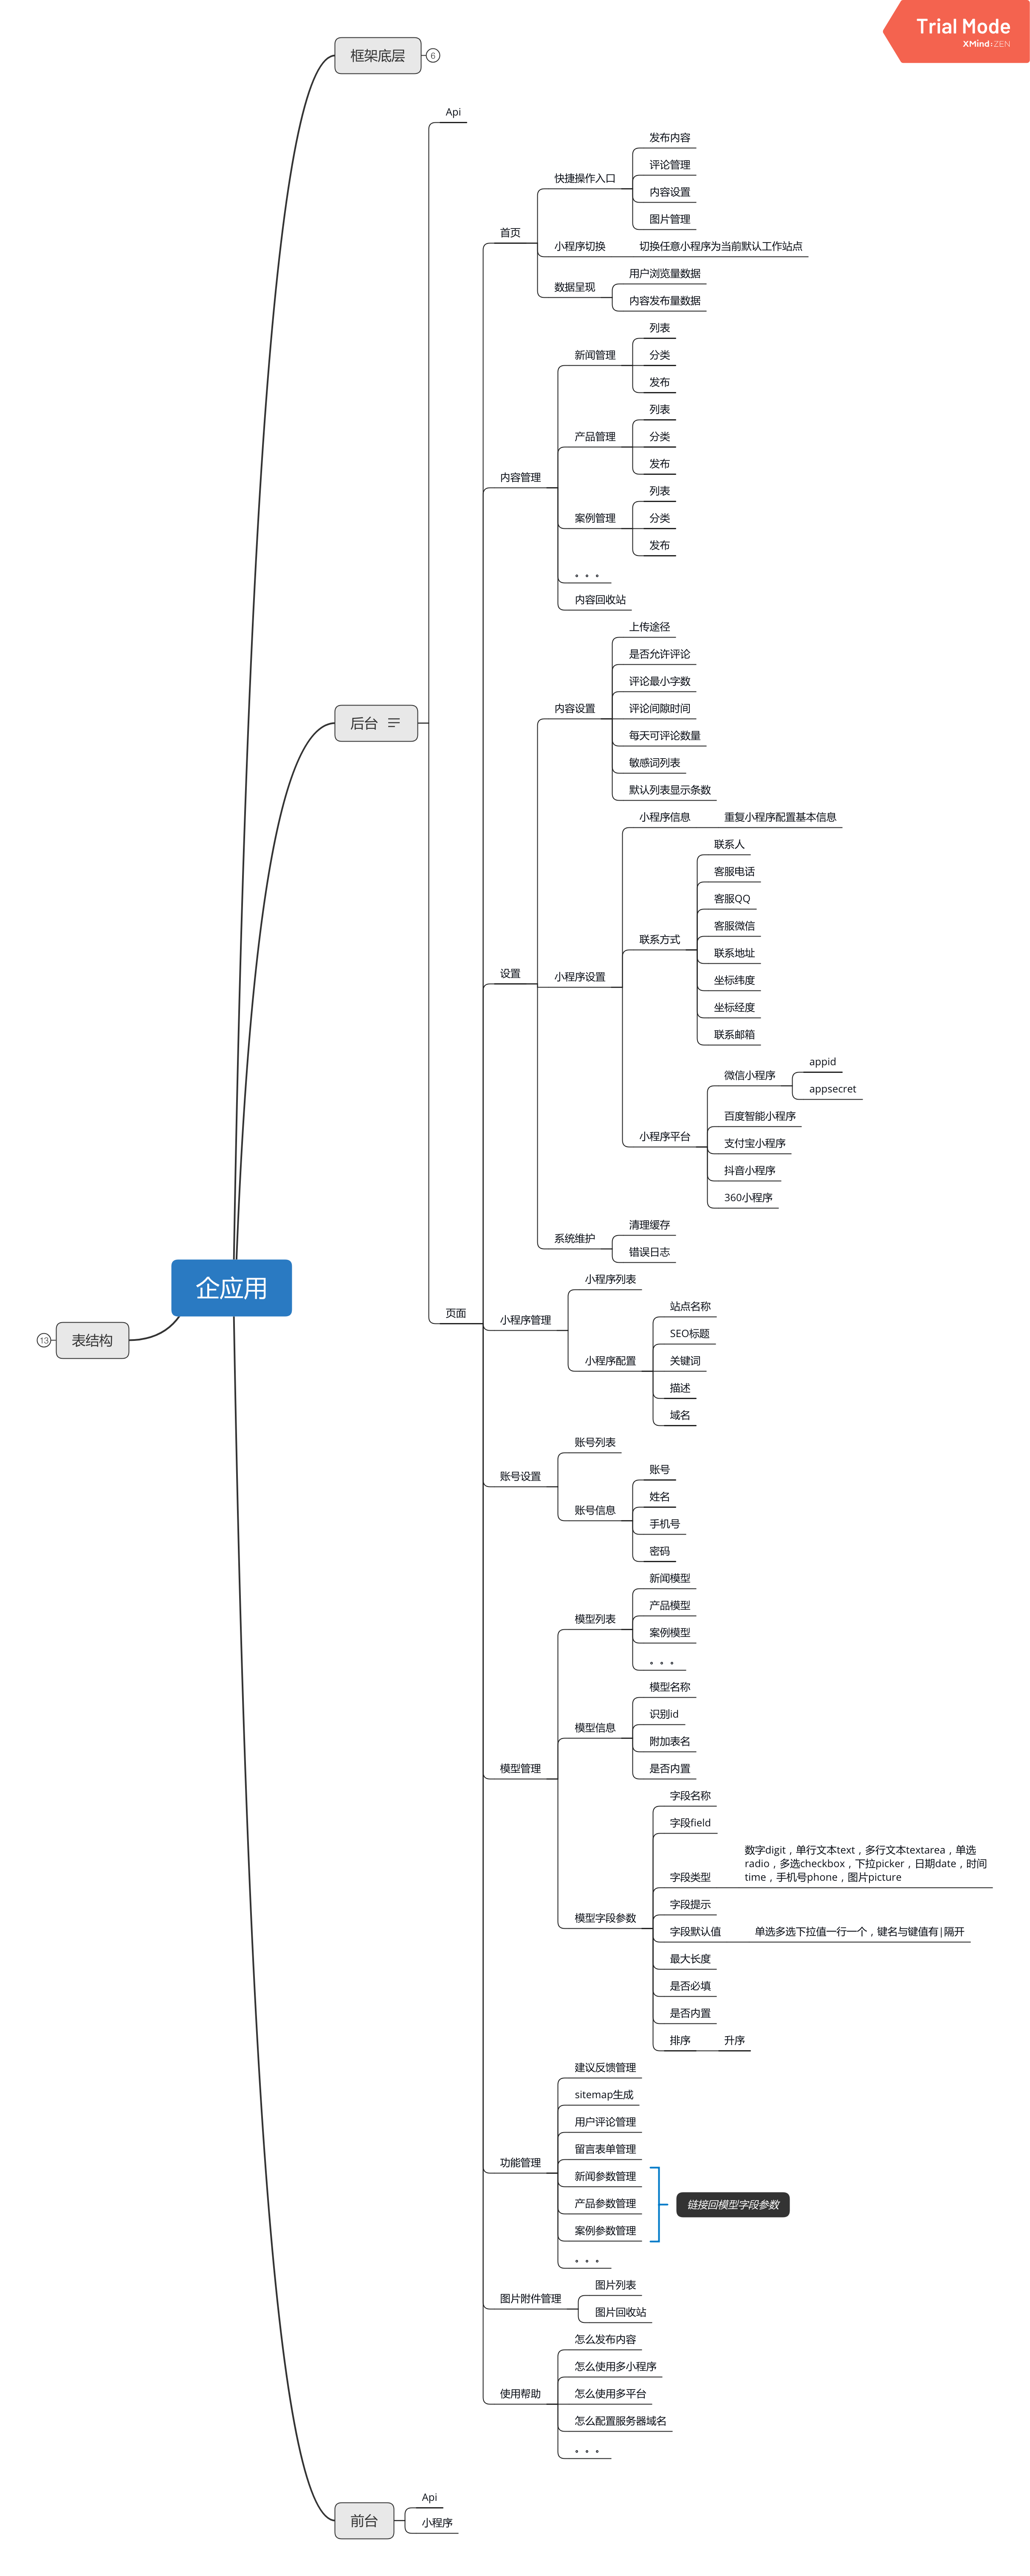 Trial Mode
XMind:ZEN
框架底层
6
Api
发布内容
评论管理
快捷操作入口
内容设置
图片管理
首页
小程序切换
切换任意小程序为当前默认工作站点
用户浏览量数据
数据呈现
内容发布量数据
列表
新闻管理
分类
发布
列表
产品管理
分类
发布
内容管理
列表
案例管理
分类
发布
。。。
内容回收站
上传途径
是否允许评论
评论最小字数
内容设置
评论间隙时间
后台
每天可评论数量
敏感词列表
默认列表显示条数
小程序信息
重复小程序配置基本信息
联系人
客服电话
客服QQ
客服微信
联系方式
联系地址
设置
小程序设置
坐标纬度
坐标经度
联系邮箱
appid
微信小程序
appsecret
百度智能小程序
小程序平台
支付宝小程序
抖音小程序
360小程序
清理缓存
系统维护
错误日志
小程序列表
企应用
站点名称
页面
小程序管理
SEO标题
表结构
13
小程序配置
关键词
描述
域名
账号列表
账号设置
账号
姓名
账号信息
手机号
密码
新闻模型
产品模型
模型列表
案例模型
。。。
模型名称
识别id
模型信息
附加表名
模型管理
是否内置
字段名称
字段field
数字digit，单行文本text，多行文本textarea，单选
radio，多选checkbox，下拉picker，日期date，时间
字段类型
time，手机号phone，图片picture
字段提示
模型字段参数
字段默认值
单选多选下拉值一行一个，键名与键值有|隔开
最大长度
是否必填
是否内置
排序
升序
建议反馈管理
sitemap生成
用户评论管理
留言表单管理
功能管理
新闻参数管理
产品参数管理
链接回模型字段参数
案例参数管理
。。。
图片列表
图片附件管理
图片回收站
怎么发布内容
怎么使用多小程序
使用帮助
怎么使用多平台
怎么配置服务器域名
。。。
Api
前台
小程序